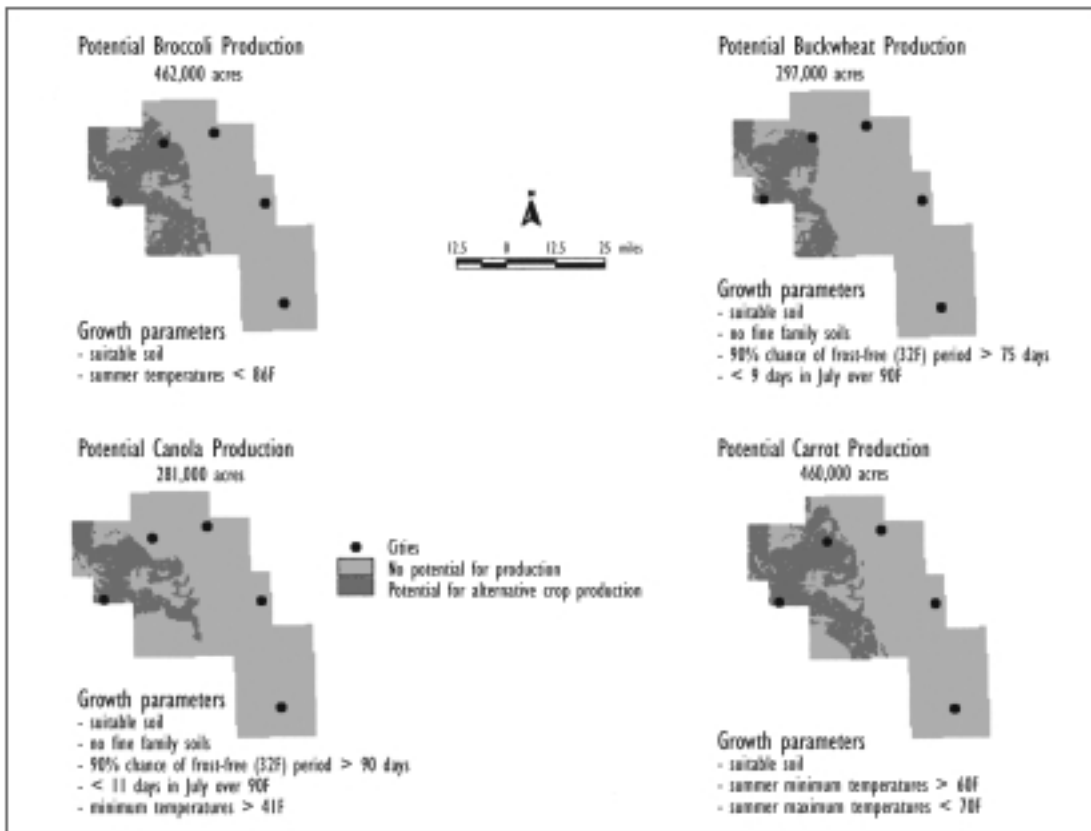 Potential Broccoli Production
462,000 acres
Growth parameters
- suitable soil
- summer temperatures < 86F
Potential Buckwheat Production
297,000 acres
Growth parameters
- suitable soil
- no fine family soils
- 90% chance of frost-free (32F) period > 75 days
- < 9 days in July over 90F
12.5 0 12.5 25 miles
Potential Canola Production
281,000 acres
Growth parameters
- suitable soil
- no fine family soils
- 90% chance of frost-free (32F) period > 90 days
- < 11 days in July over 90F
- minimum temperatures > 41F
Cities
No potential for production
Potential for alternative crop production
Potential Carrot Production
460,000 acres
Growth parameters
- suitable soil
- summer minimum temperatures > 60F
- summer maximum temperatures < 70F